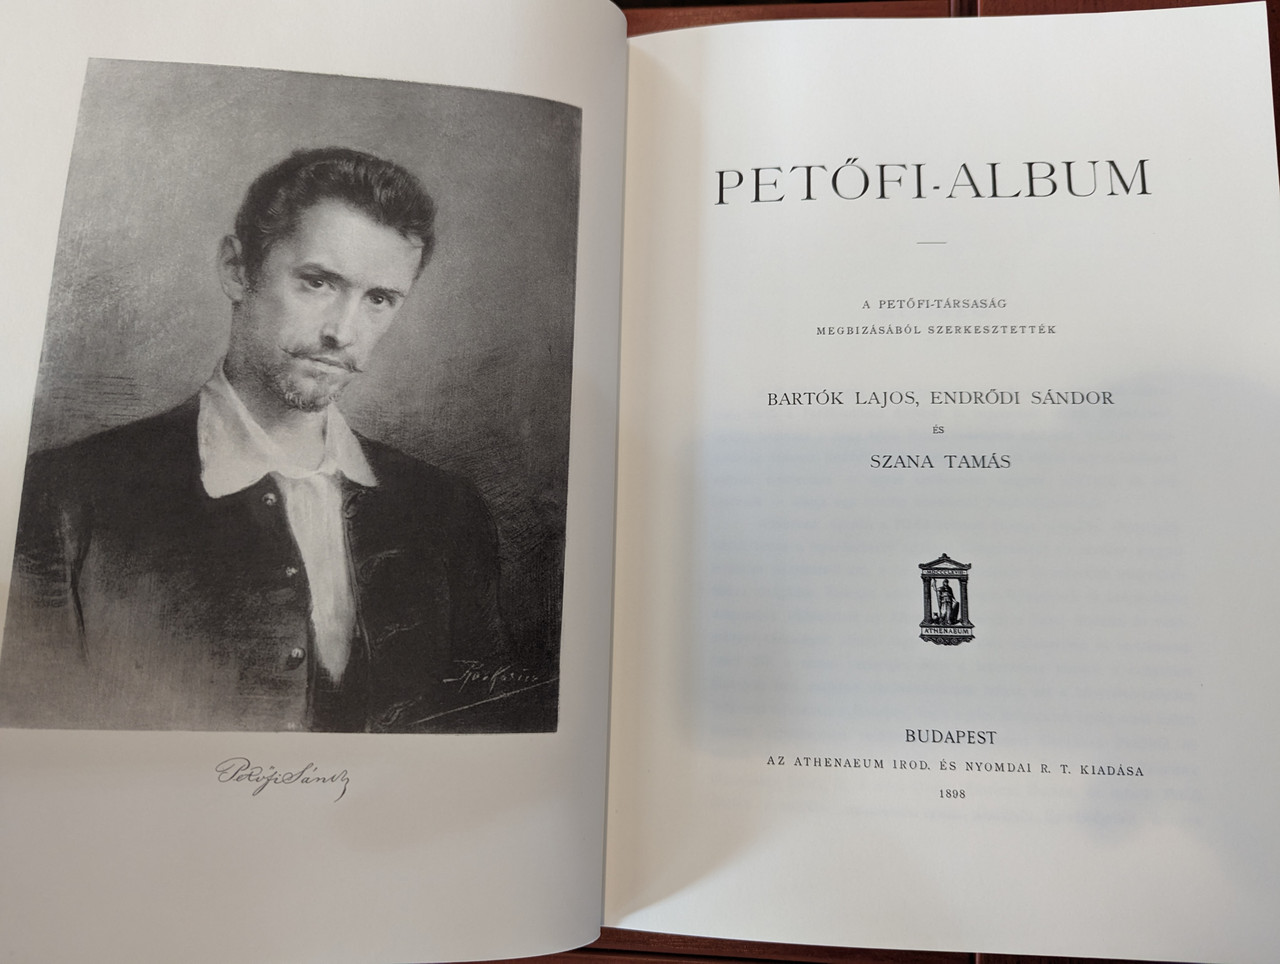 Petőfi Sándor
PETŐFI-ALBUM
A PETŐFI-TÁRSASÁG
MEGBIZÁSÁBÓL SZERKESZTETTÉK
BARTÓK LAJOS, ENDRŐDI SÁNDOR
ÉS
SZANA TAMÁS
ATHENAEUM
BUDAPEST
AZ ATHENAEUM IROD. ÉS NYOMDAI R. T. KIADÁSA
1898